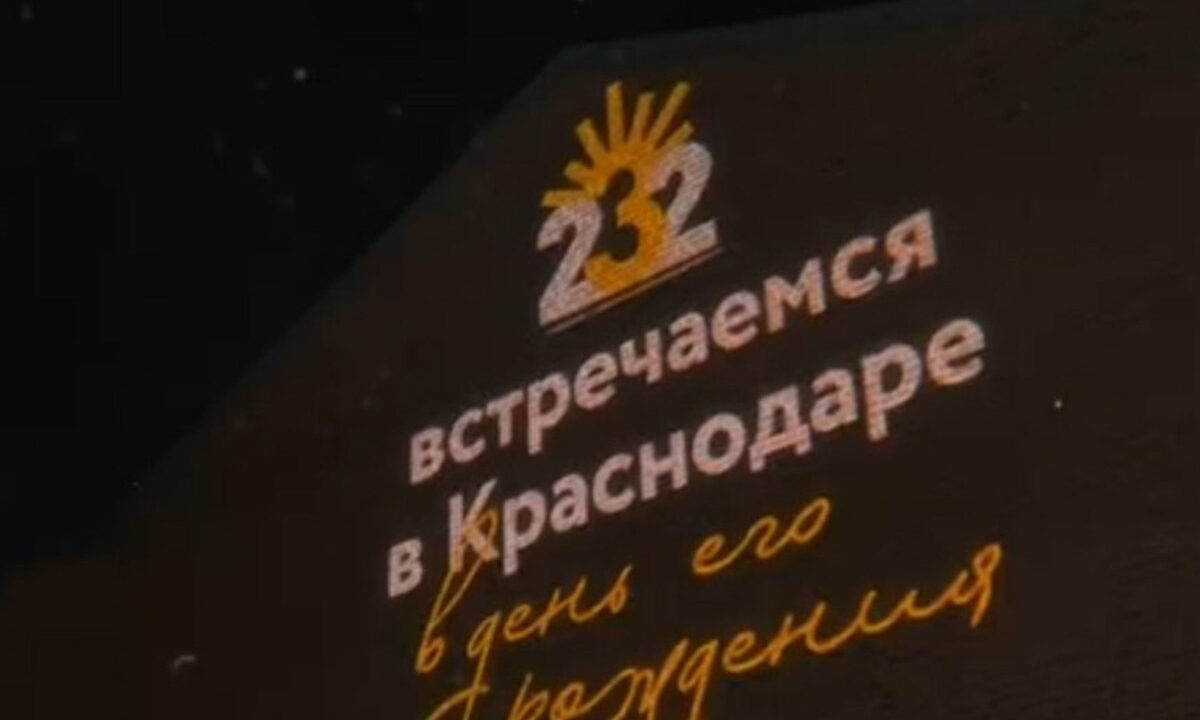 232
встречаемся
в Краснодаре
в день его
рождения